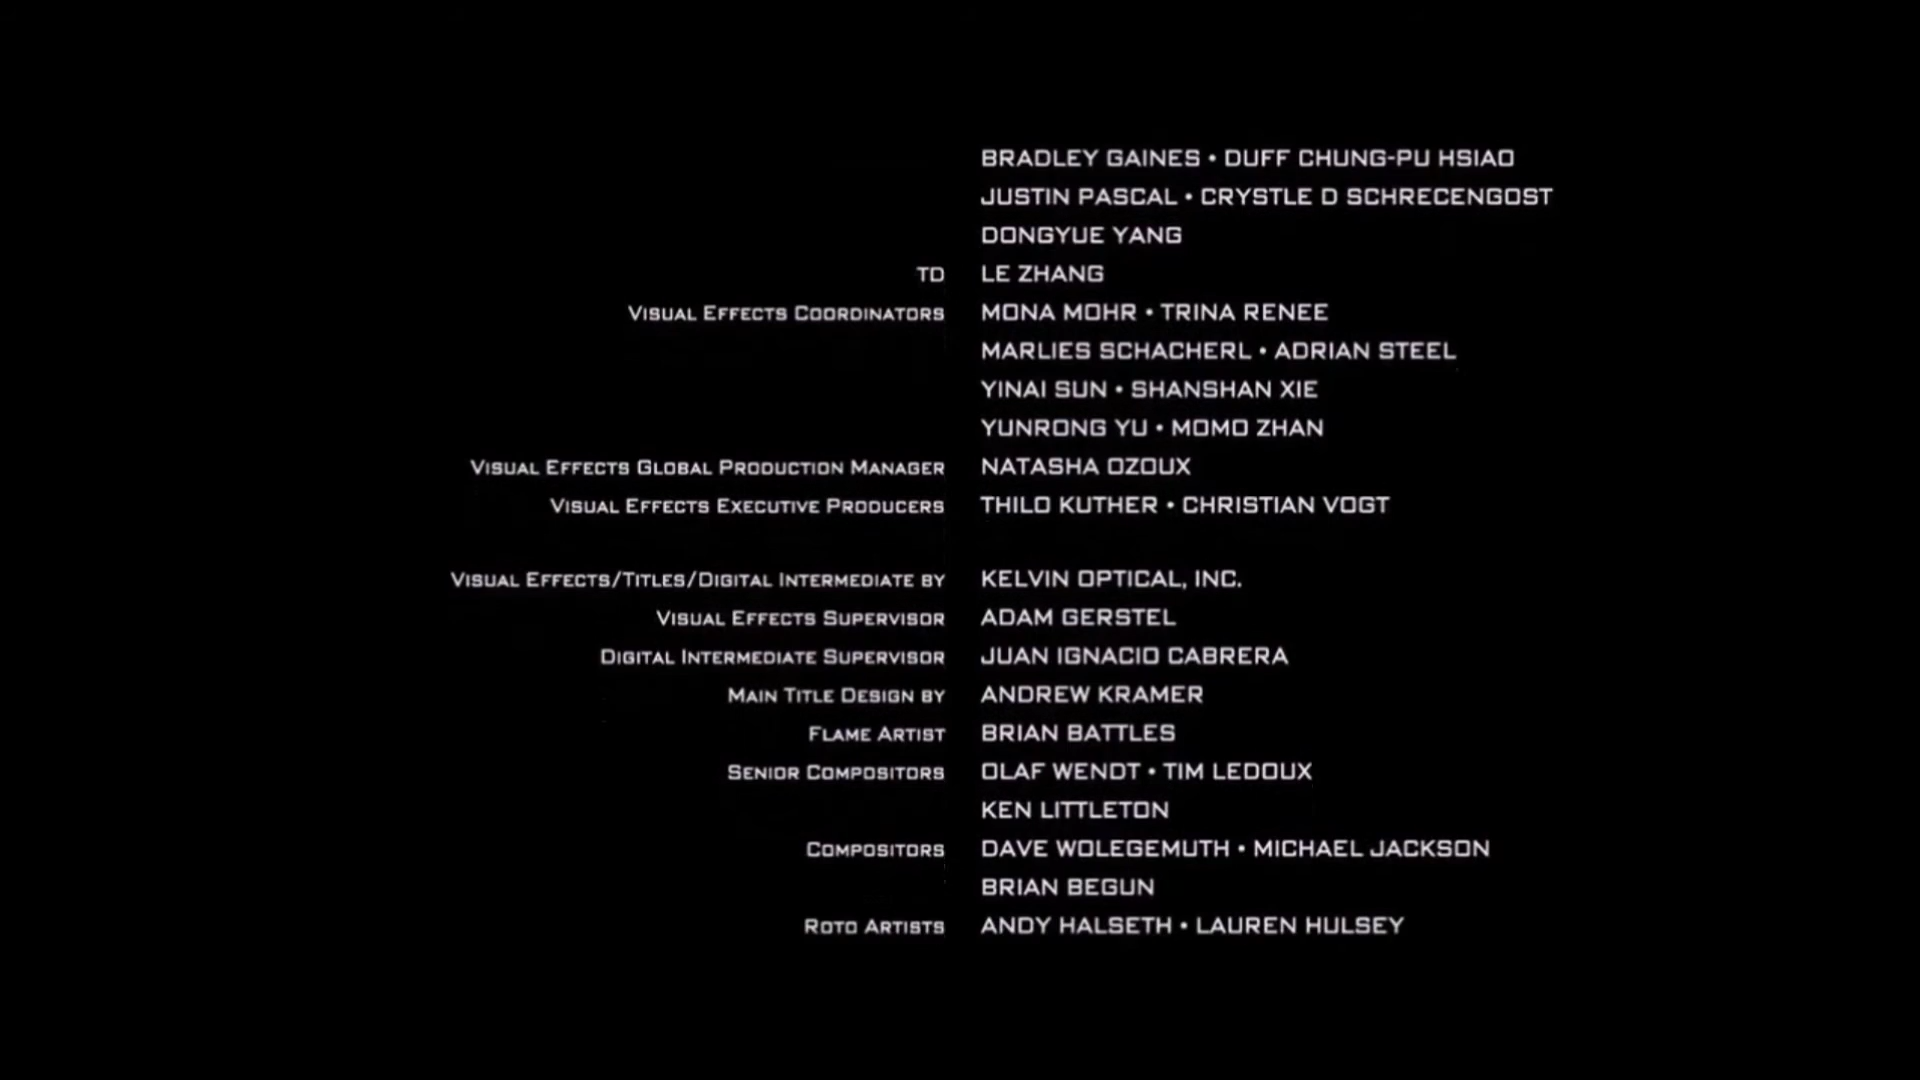 BRADLEY GAINES • DUFF CHUNG-PU HSIAO
JUSTIN PASCAL • CRYSTLE D SCHRECENGOST
DONGYUE YANG
TD LE ZHANG
VISUAL EFFECTS COORDINATORS MONA MOHR • TRINA RENEE
MARLIES SCHACHERL • ADRIAN STEEL
YINAI SUN • SHANSHAN XIE
YUNRONG YU • MOMO ZHAN
VISUAL EFFECTS GLOBAL PRODUCTION MANAGER NATASHA OZOUX
VISUAL EFFECTS EXECUTIVE PRODUCERS THILO KUTHER • CHRISTIAN VOGT
VISUAL EFFECTS/TITLES/DIGITAL INTERMEDIATE BY KELVIN OPTICAL, INC.
VISUAL EFFECTS SUPERVISOR ADAM GERSTEL
DIGITAL INTERMEDIATE SUPERVISOR JUAN IGNACIO CABRERA
MAIN TITLE DESIGN BY ANDREW KRAMER
FLAME ARTIST BRIAN BATTLES
SENIOR COMPOSITORS OLAF WENDT • TIM LEDOUX
KEN LITTLETON
COMPOSITORS DAVE WOLEGEMUTH • MICHAEL JACKSON
BRIAN BEGUN
ROTO ARTISTS ANDY HALSETH • LAUREN HULSEY